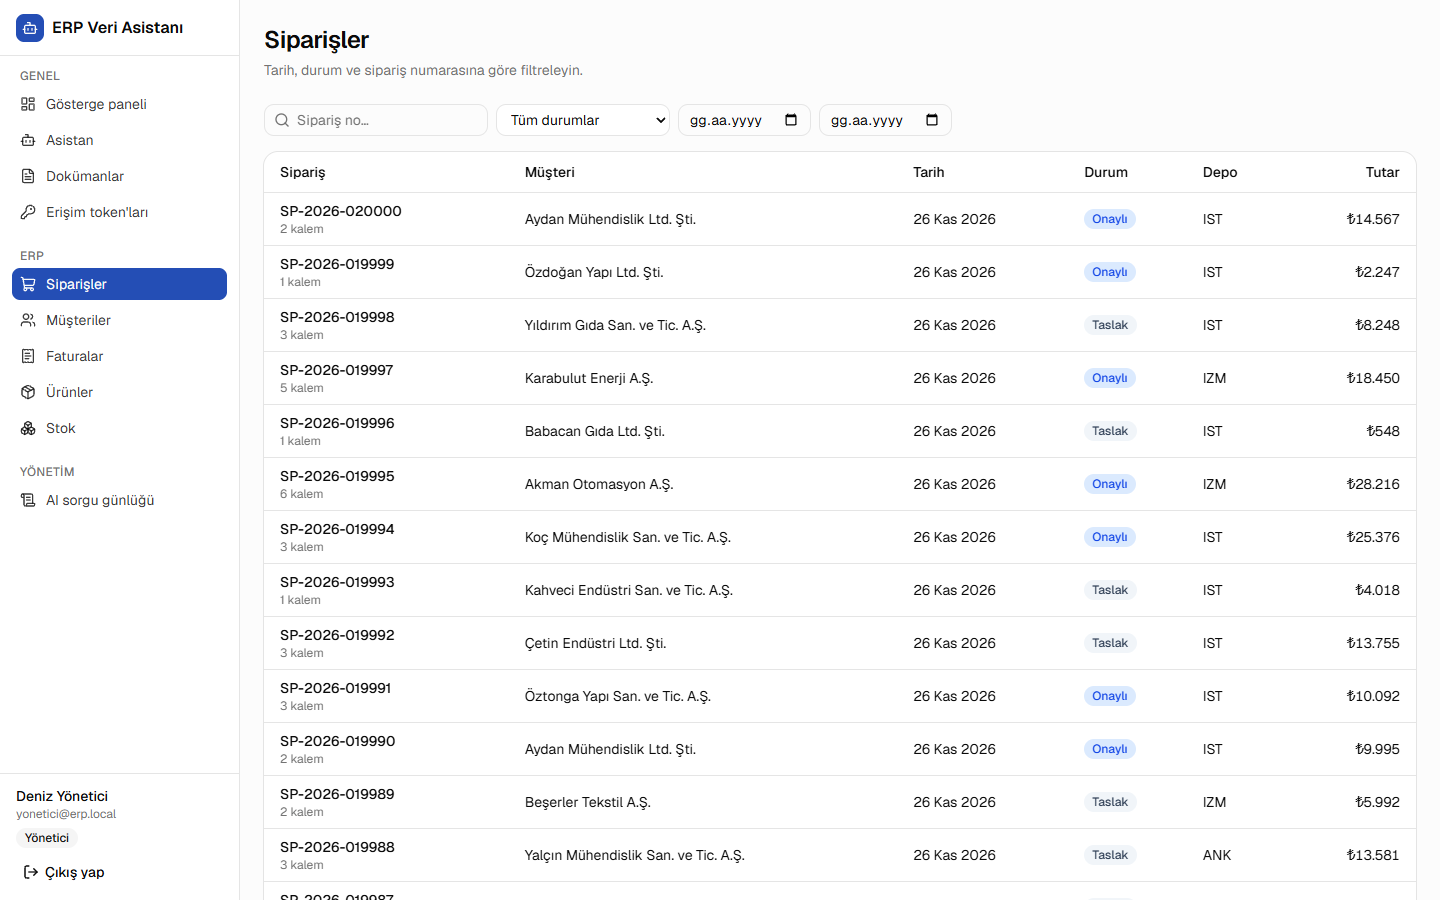 ERP Veri Asistanı
GENEL
Gösterge paneli
Asistan
Dokümanlar
Erişim token'ları
ERP
Siparişler
Müşteriler
Faturalar
Ürünler
Stok
YÖNETİM
AI sorgu günlüğü
Deniz Yönetici
yonetici@erp.local
Yönetici
Çıkış yap
Siparişler
Tarih, durum ve sipariş numarasına göre filtreleyin.
Sipariş no... Tüm durumlar gg.aa.yyyy gg.aa.yyyy
Sipariş Müşteri Tarih Durum Depo Tutar
SP-2026-020000 Aydan Mühendislik Ltd. Şti. 26 Kas 2026 Onaylı IST ₺14.567
2 kalem
SP-2026-019999 Özdoğan Yapı Ltd. Şti. 26 Kas 2026 Onaylı IST ₺2.247
1 kalem
SP-2026-019998 Yıldırım Gıda San. ve Tic. A.Ş. 26 Kas 2026 Taslak IST ₺8.248
3 kalem
SP-2026-019997 Karabulut Enerji A.Ş. 26 Kas 2026 Onaylı IZM ₺18.450
5 kalem
SP-2026-019996 Babacan Gıda Ltd. Şti. 26 Kas 2026 Taslak IST ₺548
1 kalem
SP-2026-019995 Akman Otomasyon A.Ş. 26 Kas 2026 Onaylı IZM ₺28.216
6 kalem
SP-2026-019994 Koç Mühendislik San. ve Tic. A.Ş. 26 Kas 2026 Onaylı IST ₺25.376
3 kalem
SP-2026-019993 Kahveci Endüstri San. ve Tic. A.Ş. 26 Kas 2026 Taslak IST ₺4.018
1 kalem
SP-2026-019992 Çetin Endüstri Ltd. Şti. 26 Kas 2026 Taslak IST ₺13.755
3 kalem
SP-2026-019991 Öztonga Yapı San. ve Tic. A.Ş. 26 Kas 2026 Onaylı IST ₺10.092
3 kalem
SP-2026-019990 Aydan Mühendislik Ltd. Şti. 26 Kas 2026 Onaylı IST ₺9.995
2 kalem
SP-2026-019989 Beşerler Tekstil A.Ş. 26 Kas 2026 Taslak IZM ₺5.992
2 kalem
SP-2026-019988 Yalçın Mühendislik San. ve Tic. A.Ş. 26 Kas 2026 Taslak ANK ₺13.581
3 kalem
SP-2026-019987